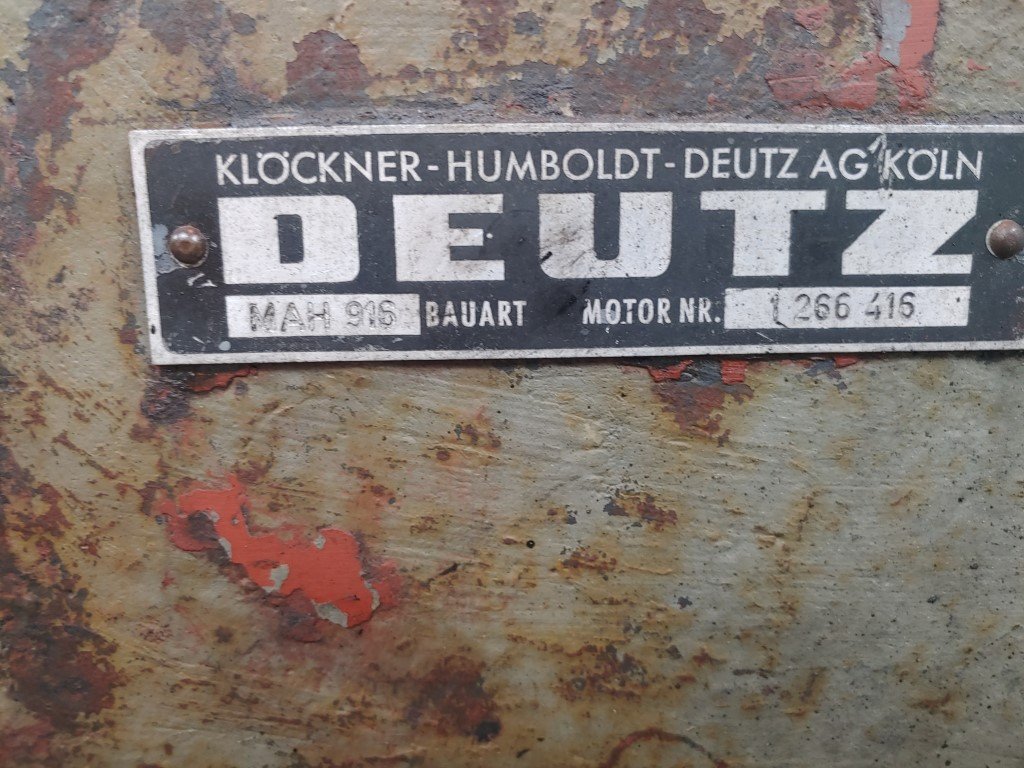 KLÖCKNER-HUMBOLDT-DEUTZ AG KÖLN
DEUTZ
MAH 916 BAUART MOTOR NR. 1 266 416